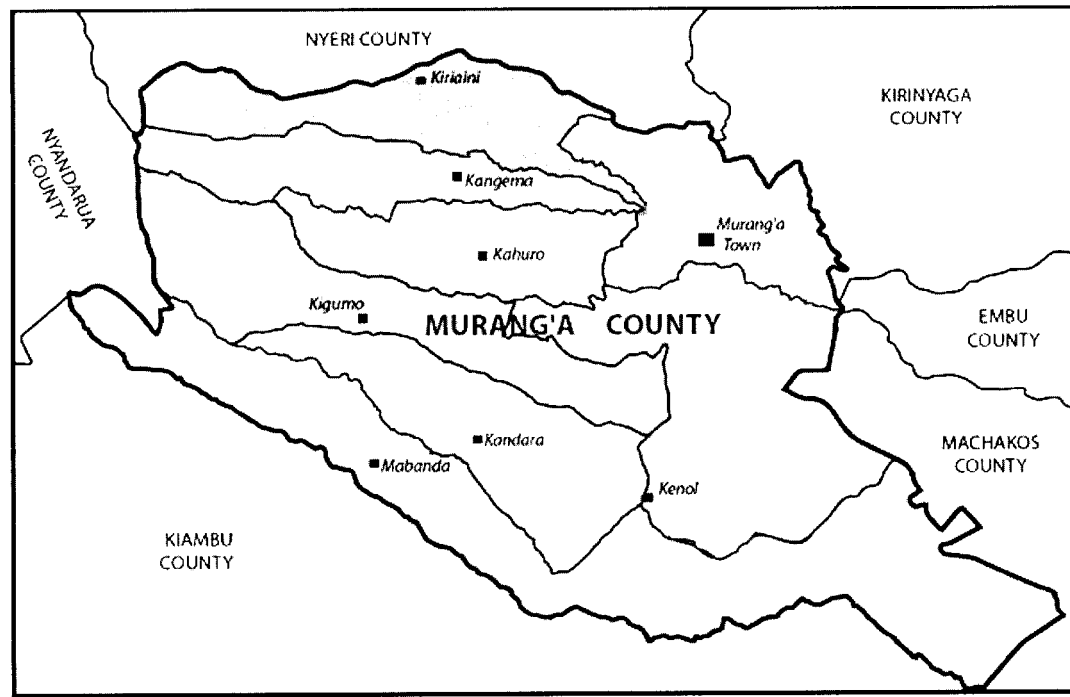 NYERI COUNTY
Kiriaini
KIRINYAGA
COUNTY
NYANDARUA
COUNTY
Kangema
Murang'a
Town
Kahuro
Kigumo
MURANG'A COUNTY
EMBU
COUNTY
Kandara
Mabanda
MACHAKOS
COUNTY
Kenol
KIAMBU
COUNTY